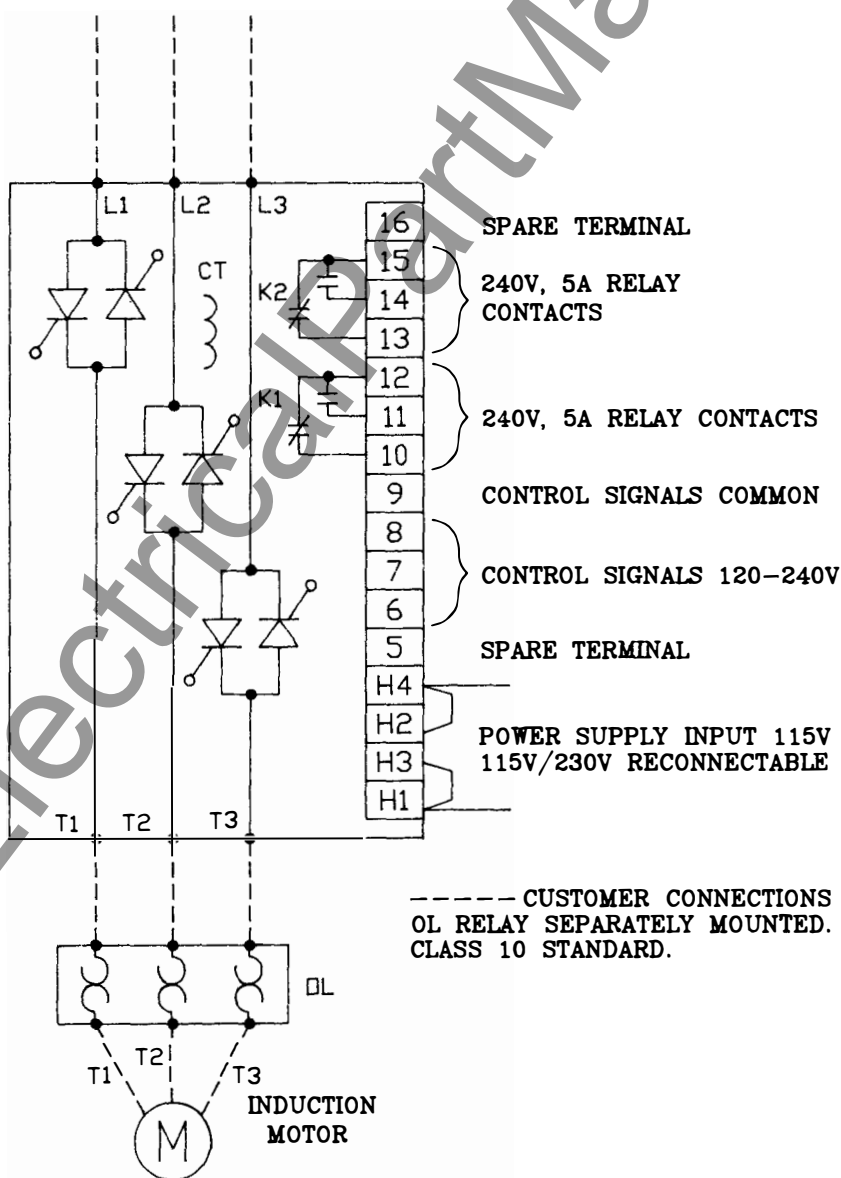 ElectricalPartMa
L1
L2
L3
CT
K2
K1
16
15
14
13
12
11
10
9
8
7
6
5
H4
H2
H3
H1
SPARE TERMINAL
240V, 5A RELAY
CONTACTS
240V, 5A RELAY CONTACTS
CONTROL SIGNALS COMMON
CONTROL SIGNALS 120-240V
SPARE TERMINAL
POWER SUPPLY INPUT 115V
115V/230V RECONNECTABLE
T1
T2
T3
----- CUSTOMER CONNECTIONS
OL RELAY SEPARATELY MOUNTED.
CLASS 10 STANDARD.
OL
T1
T2
T3
INDUCTION
MOTOR
M